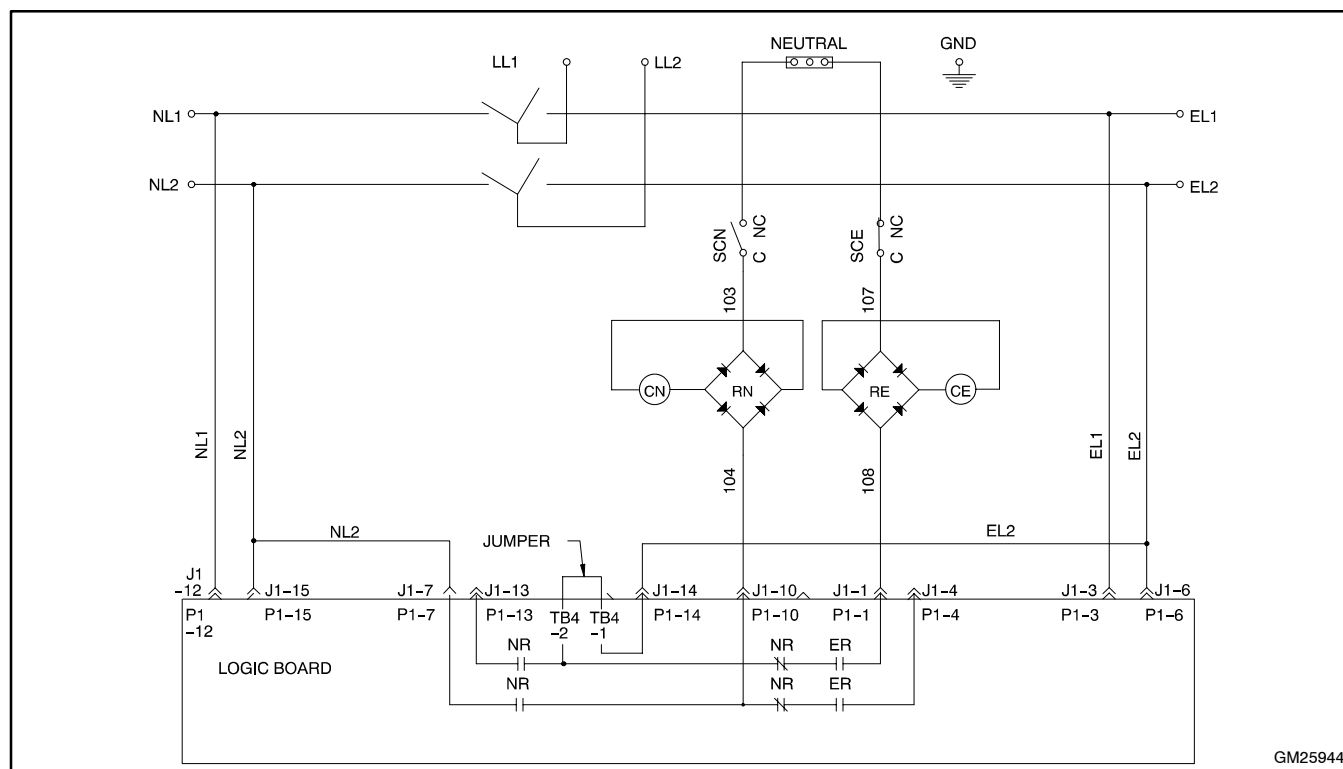 NEUTRAL
GND
LL1
LL2
NL1
EL1
NL2
EL2
SCN
C NC
SCE
C NC
103
107
CN
RN
RE
CE
NL1
NL2
104
108
EL1
EL2
NL2
JUMPER
EL2
J1
-12
J1-15
J1-7
J1-13
J1-14
J1-10
J1-1
J1-4
J1-3
J1-6
P1
-12
P1-15
P1-7
P1-13
TB4
-2
TB4
-1
P1-14
P1-10
P1-1
P1-4
P1-3
P1-6
NR
NR
ER
LOGIC BOARD
NR
NR
ER
GM25944